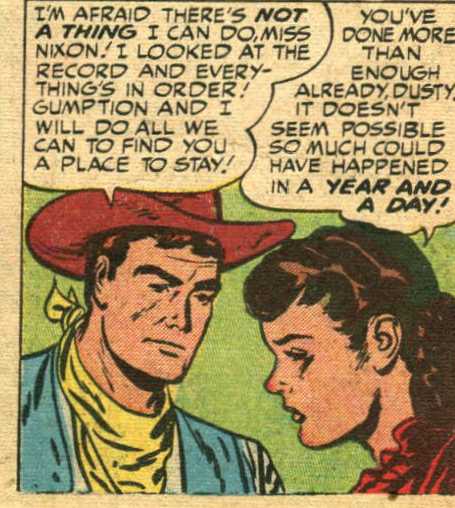 I'M AFRAID THERE'S NOT
A THING I CAN DO, MISS
NIXON! I LOOKED AT THE
RECORD AND EVERY-
THING'S IN ORDER!
GUMPTION AND I
WILL DO ALL WE
CAN TO FIND YOU
A PLACE TO STAY!
YOU'VE
DONE MORE
THAN
ENOUGH
ALREADY, DUSTY.
IT DOESN'T
SEEM POSSIBLE
SO MUCH COULD
HAVE HAPPENED
IN A YEAR AND
A DAY!